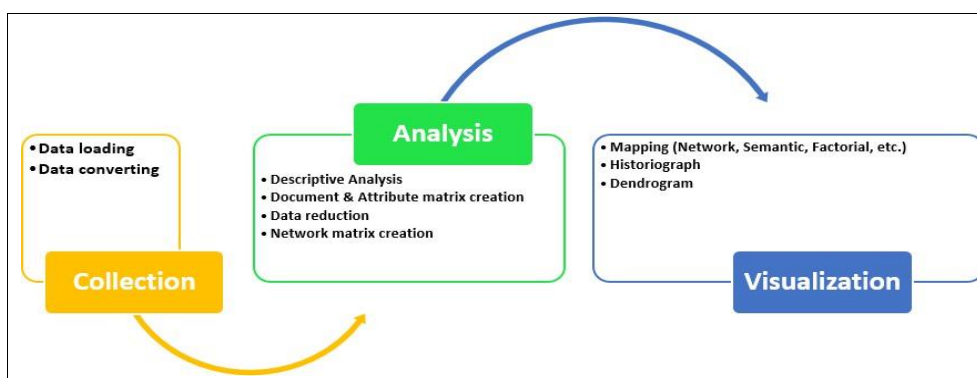 • Data loading
• Data converting
Collection
Analysis
• Descriptive Analysis
• Document & Attribute matrix creation
• Data reduction
• Network matrix creation
• Mapping (Network, Semantic, Factorial, etc.)
• Historiograph
• Dendrogram
Visualization